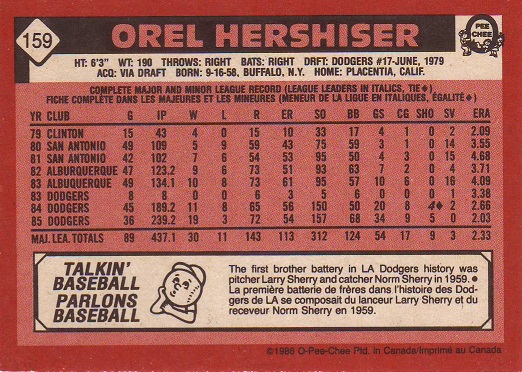 159
OREL HERSHISER
O PEE CHEE
HT: 6'3" WT: 190 THROWS: RIGHT BATS: RIGHT DRFT: DODGERS #17-JUNE, 1979
ACQ: VIA DRAFT BORN: 9-16-58, BUFFALO, N.Y. HOME: PLACENTIA, CALIF.
COMPLETE MAJOR AND MINOR LEAGUE RECORD (LEAGUE LEADERS IN ITALICS, TIE♦)
FICHE COMPLÈTE DANS LES MAJEURES ET LES MINEURES (MENEUR DE LA LIGUE EN ITALIQUES, ÉGALITÉ♦)
YR CLUB G IP W L R ER SO BB GS CG SHO SV ERA
79 CLINTON 15 43 4 0 15 10 33 17 4 1 0 2 2.09
80 SAN ANTONIO 49 109 5 9 59 43 75 59 3 1 0 14 3.55
81 SAN ANTONIO 42 102 7 6 54 53 95 50 4 3 0 15 4.68
82 ALBURQUERQUE 47 123.2 9 6 73 51 93 63 7 2 0 4 3.71
83 ALBUQUERQUE 49 134.1 10 8 73 61 95 57 10 6 0 16 4.09
83 DODGERS 8 8 0 0 6 3 5 6 0 0 0 1 3.38
84 DODGERS 45 189.2 11 8 65 56 150 50 20 8 4♦ 2 2.66
85 DODGERS 36 239.2 19 3 72 54 157 68 34 9 5 0 2.03
MAJ. LEA. TOTALS 89 437.1 30 11 143 113 312 124 54 17 9 3 2.33
TALKIN'
BASEBALL
PARLONS
BASEBALL
The first brother battery in LA Dodgers history was
pitcher Larry Sherry and catcher Norm Sherry in 1959. ●
La première batterie de frères dans l'histoire des Dod-
gers de LA se composait du lanceur Larry Sherry et du
receveur Norm Sherry en 1959.
©1986 O-Pee-Chee Ptd. in Canada/Imprimé au Canada